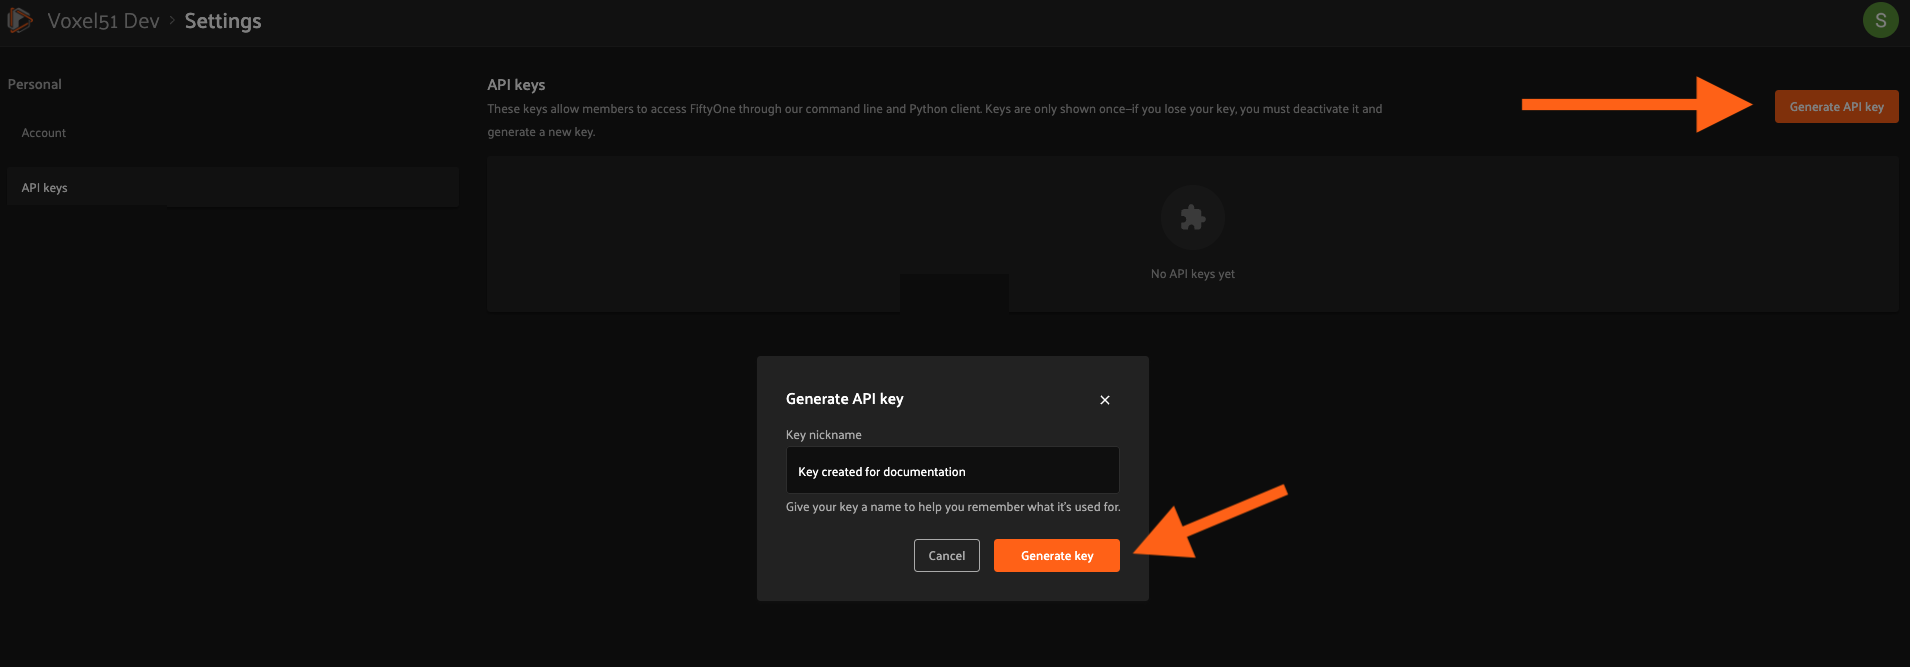 Voxel51 Dev › Settings
S
Personal
Account
API keys
API keys
These keys allow members to access FiftyOne through our command line and Python client. Keys are only shown once–if you lose your key, you must deactivate it and
generate a new key.
Generate API key
No API keys yet
Generate API key
Key nickname
Key created for documentation
Give your key a name to help you remember what it's used for.
Cancel
Generate key